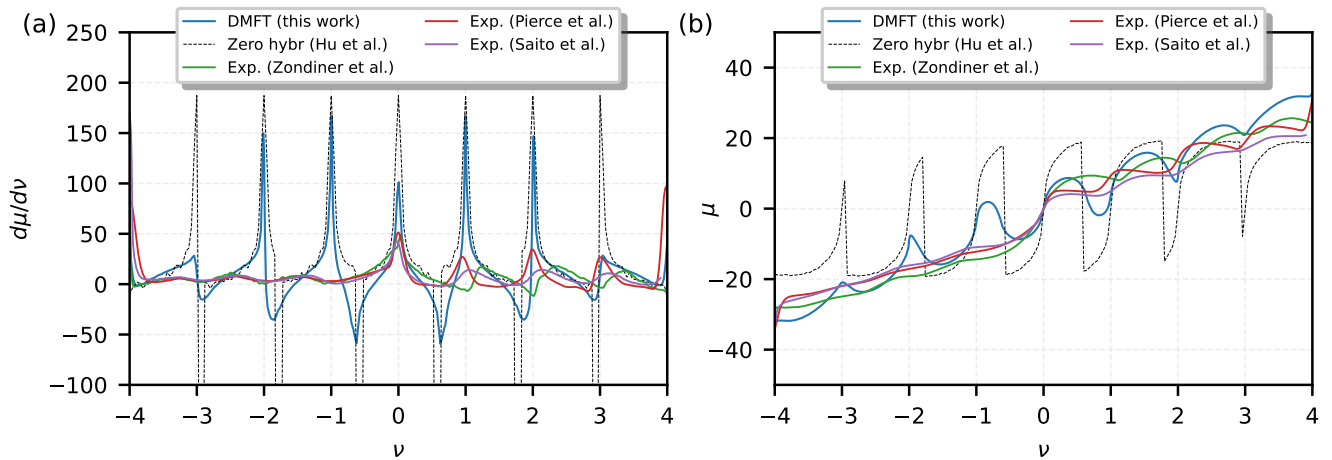 (a)
DMFT (this work)
Zero hybr (Hu et al.)
Exp. (Zondiner et al.)
Exp. (Pierce et al.)
Exp. (Saito et al.)
250
200
150
100
50
0
−50
−100
dμ/dν
−4 −3 −2 −1 0 1 2 3 4
ν
(b)
DMFT (this work)
Zero hybr (Hu et al.)
Exp. (Zondiner et al.)
Exp. (Pierce et al.)
Exp. (Saito et al.)
40
20
0
−20
−40
μ
−4 −3 −2 −1 0 1 2 3 4
ν